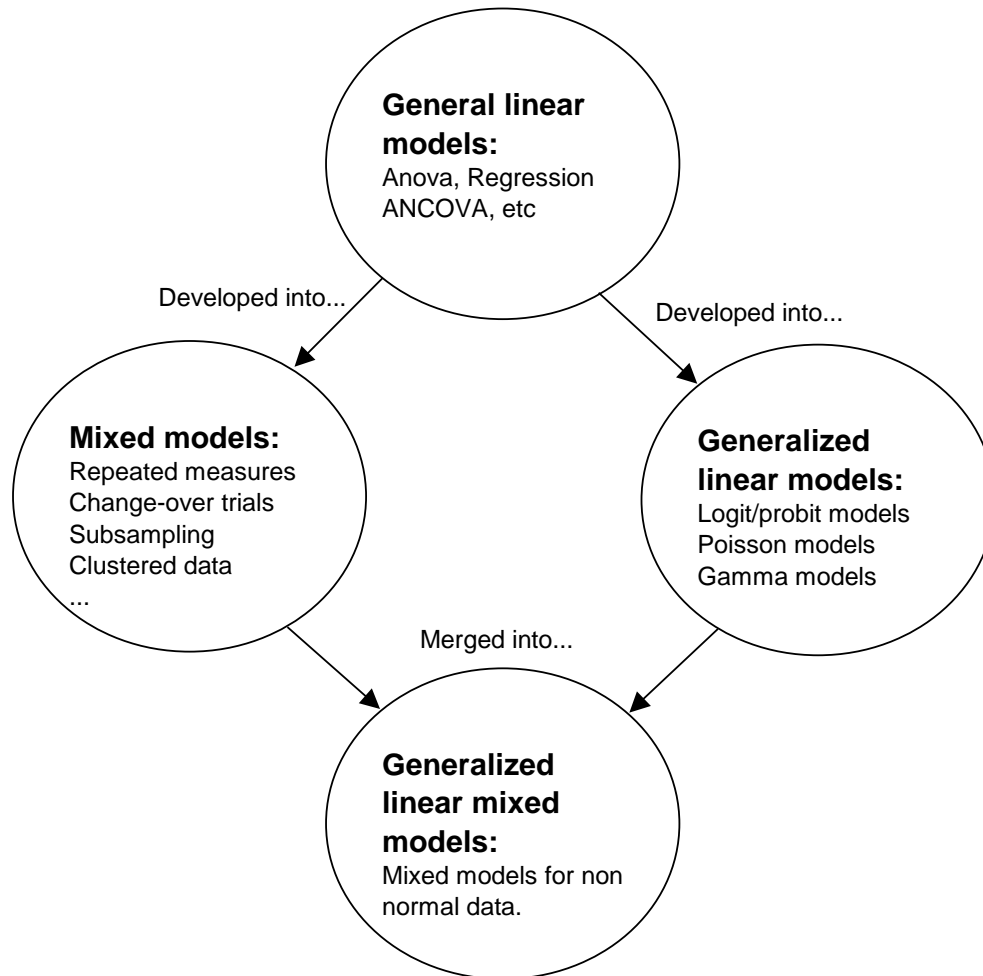 General linear
models:
Anova, Regression
ANCOVA, etc
Developed into...
Developed into...
Mixed models:
Repeated measures
Change-over trials
Subsampling
Clustered data
...
Generalized
linear models:
Logit/probit models
Poisson models
Gamma models
Merged into...
Generalized
linear mixed
models:
Mixed models for non
normal data.